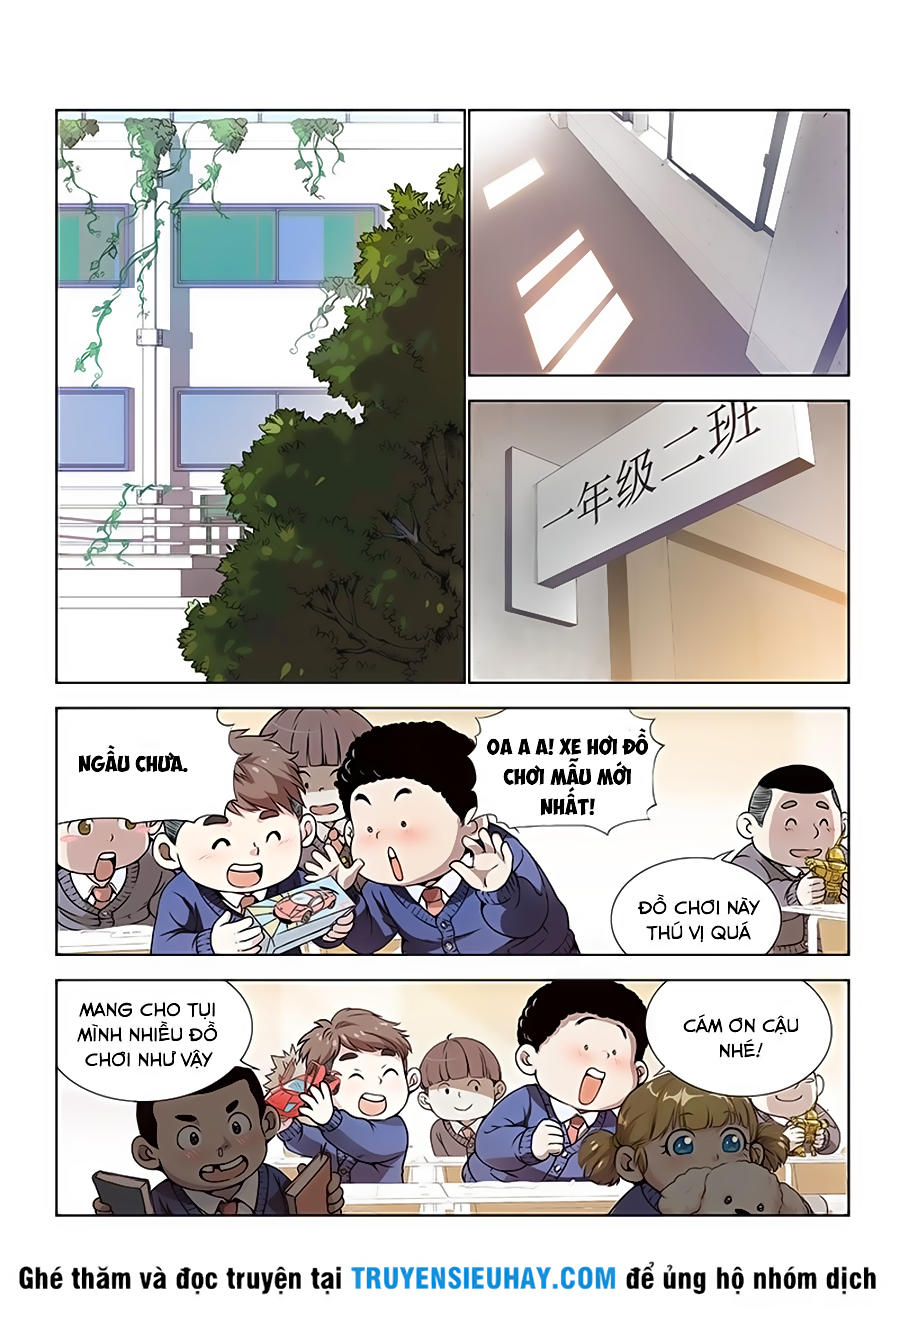 一年级二班
NGẦU CHƯA.
OA A A! XE HƠI ĐỒ
CHƠI MẪU MỚI
NHẤT!
ĐỒ CHƠI NÀY
THÚ VỊ QUÁ
MANG CHO TỤI
MÌNH NHIỀU ĐỒ
CHƠI NHƯ VẬY
CÁM ƠN CẬU
NHÉ!
Ghé thăm và đọc truyện tại TRUYENSIEUHAY.COM để ủng hộ nhóm dịch